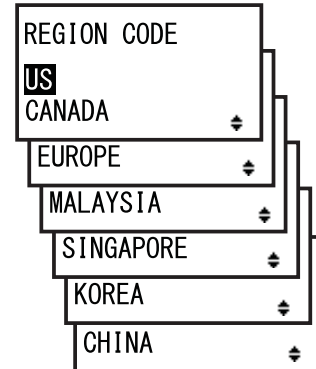 REGION CODE
US
CANADA
EUROPE
MALAYSIA
SINGAPORE
KOREA
CHINA